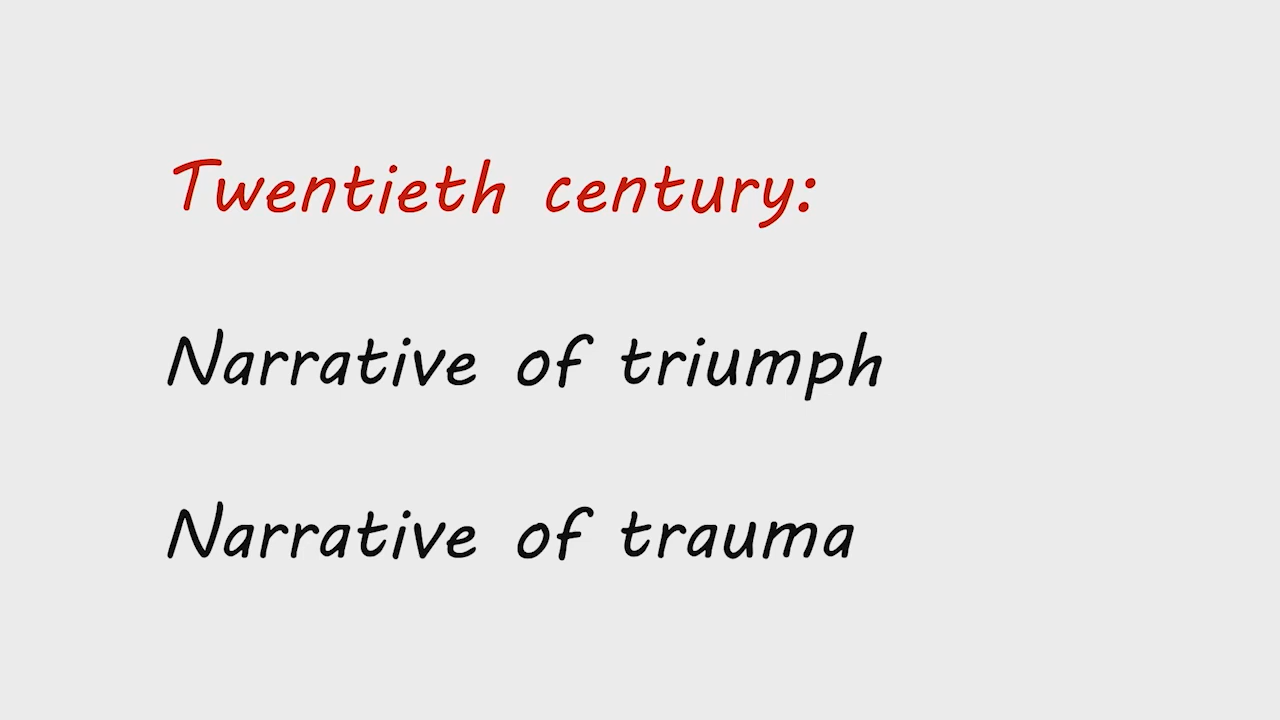 Twentieth century:
Narrative of triumph
Narrative of trauma